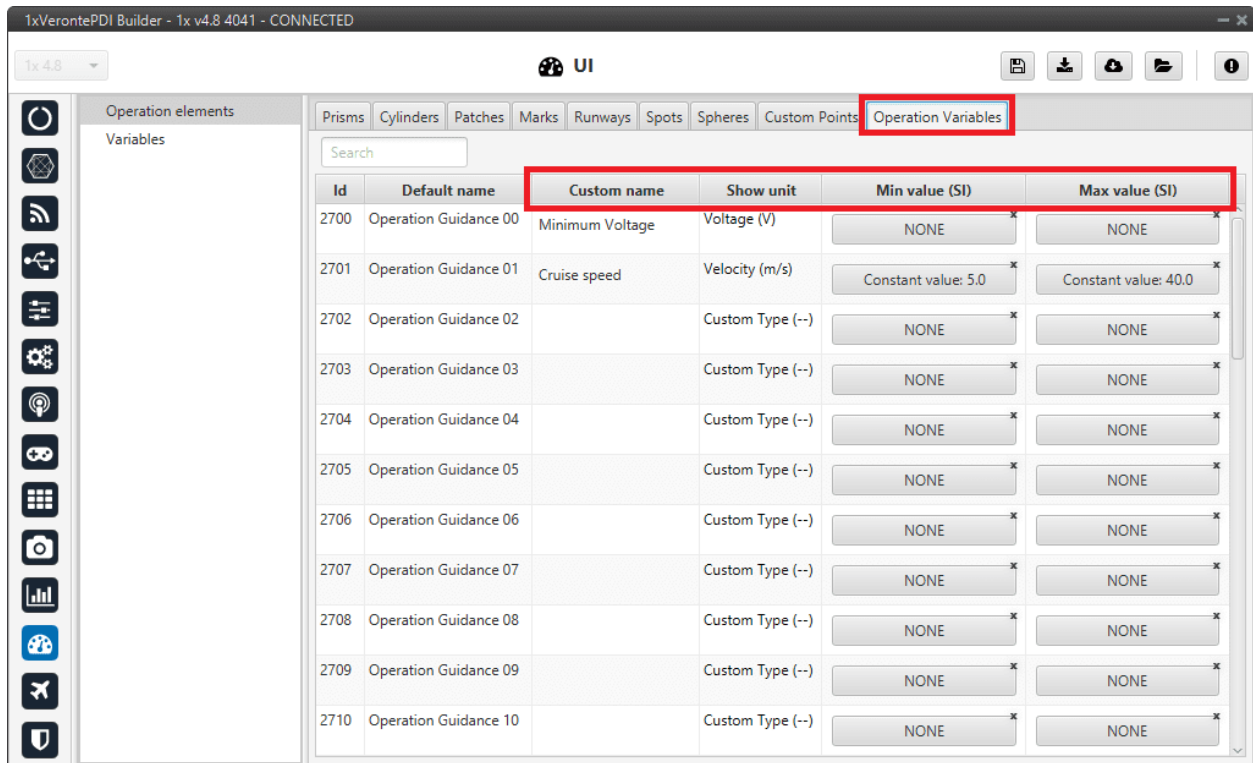 1xVerontePDI Builder - 1x v4.8 4041 - CONNECTED
1x 4.8
UI
Operation elements
Variables
Prisms Cylinders Patches Marks Runways Spots Spheres Custom Points Operation Variables
Search
Id Default name Custom name Show unit Min value (SI) Max value (SI)
2700 Operation Guidance 00 Minimum Voltage Voltage (V) NONE x NONE x
2701 Operation Guidance 01 Cruise speed Velocity (m/s) Constant value: 5.0 x Constant value: 40.0 x
2702 Operation Guidance 02 Custom Type (--) NONE x NONE x
2703 Operation Guidance 03 Custom Type (--) NONE x NONE x
2704 Operation Guidance 04 Custom Type (--) NONE x NONE x
2705 Operation Guidance 05 Custom Type (--) NONE x NONE x
2706 Operation Guidance 06 Custom Type (--) NONE x NONE x
2707 Operation Guidance 07 Custom Type (--) NONE x NONE x
2708 Operation Guidance 08 Custom Type (--) NONE x NONE x
2709 Operation Guidance 09 Custom Type (--) NONE x NONE x
2710 Operation Guidance 10 Custom Type (--) NONE x NONE x